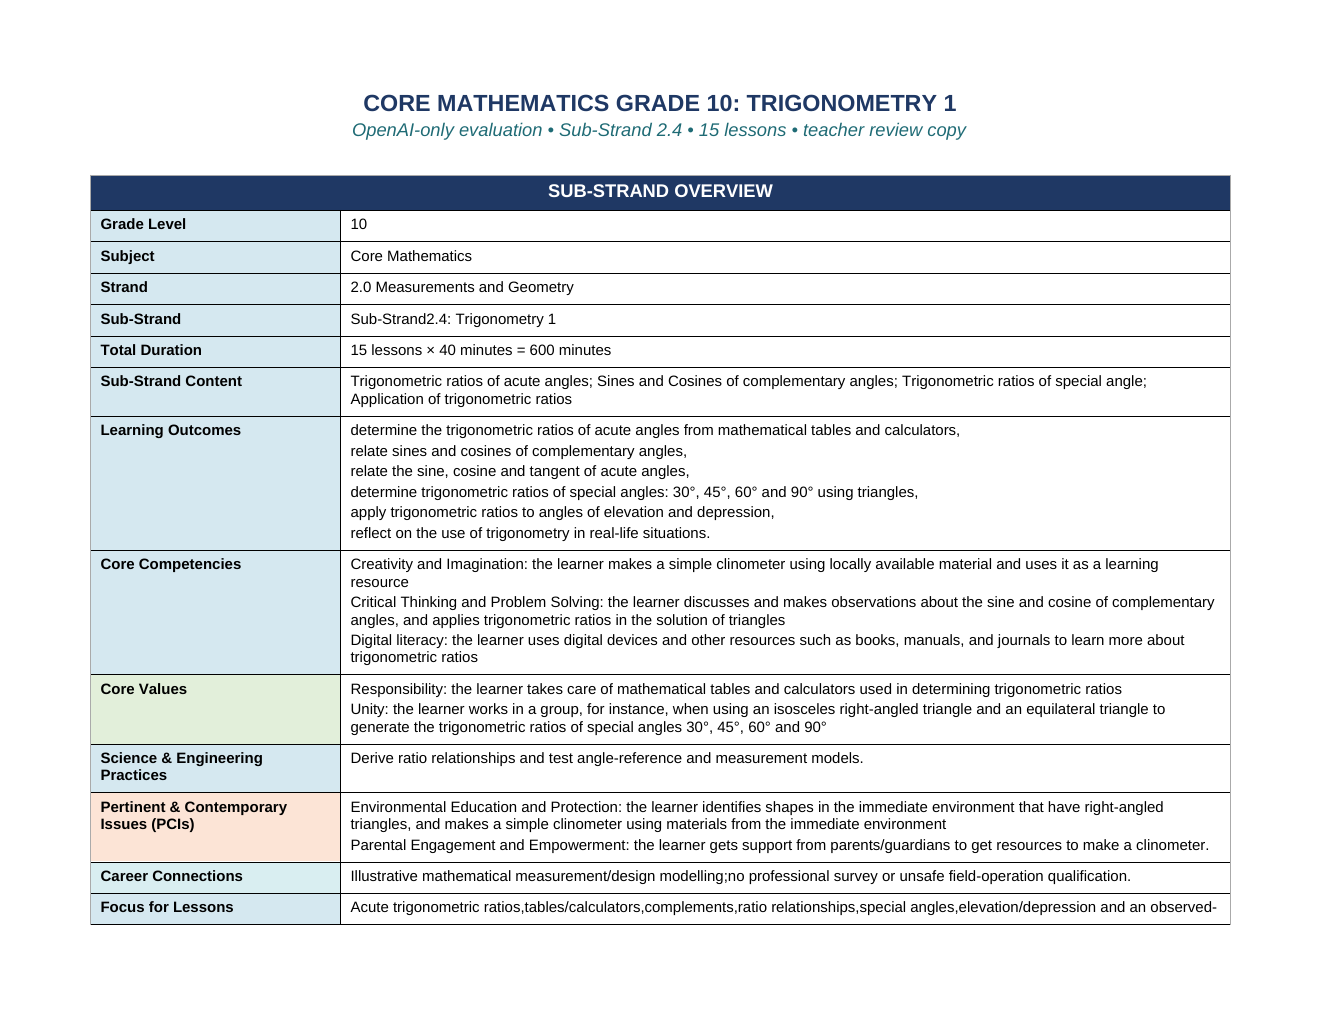 CORE MATHEMATICS GRADE 10: TRIGONOMETRY 1
OpenAI-only evaluation • Sub-Strand 2.4 • 15 lessons • teacher review copy
SUB-STRAND OVERVIEW
Grade Level
10
Subject
Core Mathematics
Strand
2.0 Measurements and Geometry
Sub-Strand
Sub-Strand2.4: Trigonometry 1
Total Duration
15 lessons × 40 minutes = 600 minutes
Sub-Strand Content
Trigonometric ratios of acute angles; Sines and Cosines of complementary angles; Trigonometric ratios of special angle;
Application of trigonometric ratios
Learning Outcomes
determine the trigonometric ratios of acute angles from mathematical tables and calculators,
relate sines and cosines of complementary angles,
relate the sine, cosine and tangent of acute angles,
determine trigonometric ratios of special angles: 30°, 45°, 60° and 90° using triangles,
apply trigonometric ratios to angles of elevation and depression,
reflect on the use of trigonometry in real-life situations.
Core Competencies
Creativity and Imagination: the learner makes a simple clinometer using locally available material and uses it as a learning
resource
Critical Thinking and Problem Solving: the learner discusses and makes observations about the sine and cosine of complementary
angles, and applies trigonometric ratios in the solution of triangles
Digital literacy: the learner uses digital devices and other resources such as books, manuals, and journals to learn more about
trigonometric ratios
Core Values
Responsibility: the learner takes care of mathematical tables and calculators used in determining trigonometric ratios
Unity: the learner works in a group, for instance, when using an isosceles right-angled triangle and an equilateral triangle to
generate the trigonometric ratios of special angles 30°, 45°, 60° and 90°
Science & Engineering
Practices
Derive ratio relationships and test angle-reference and measurement models.
Pertinent & Contemporary
Issues (PCIs)
Environmental Education and Protection: the learner identifies shapes in the immediate environment that have right-angled
triangles, and makes a simple clinometer using materials from the immediate environment
Parental Engagement and Empowerment: the learner gets support from parents/guardians to get resources to make a clinometer.
Career Connections
Illustrative mathematical measurement/design modelling;no professional survey or unsafe field-operation qualification.
Focus for Lessons
Acute trigonometric ratios,tables/calculators,complements,ratio relationships,special angles,elevation/depression and an observed-